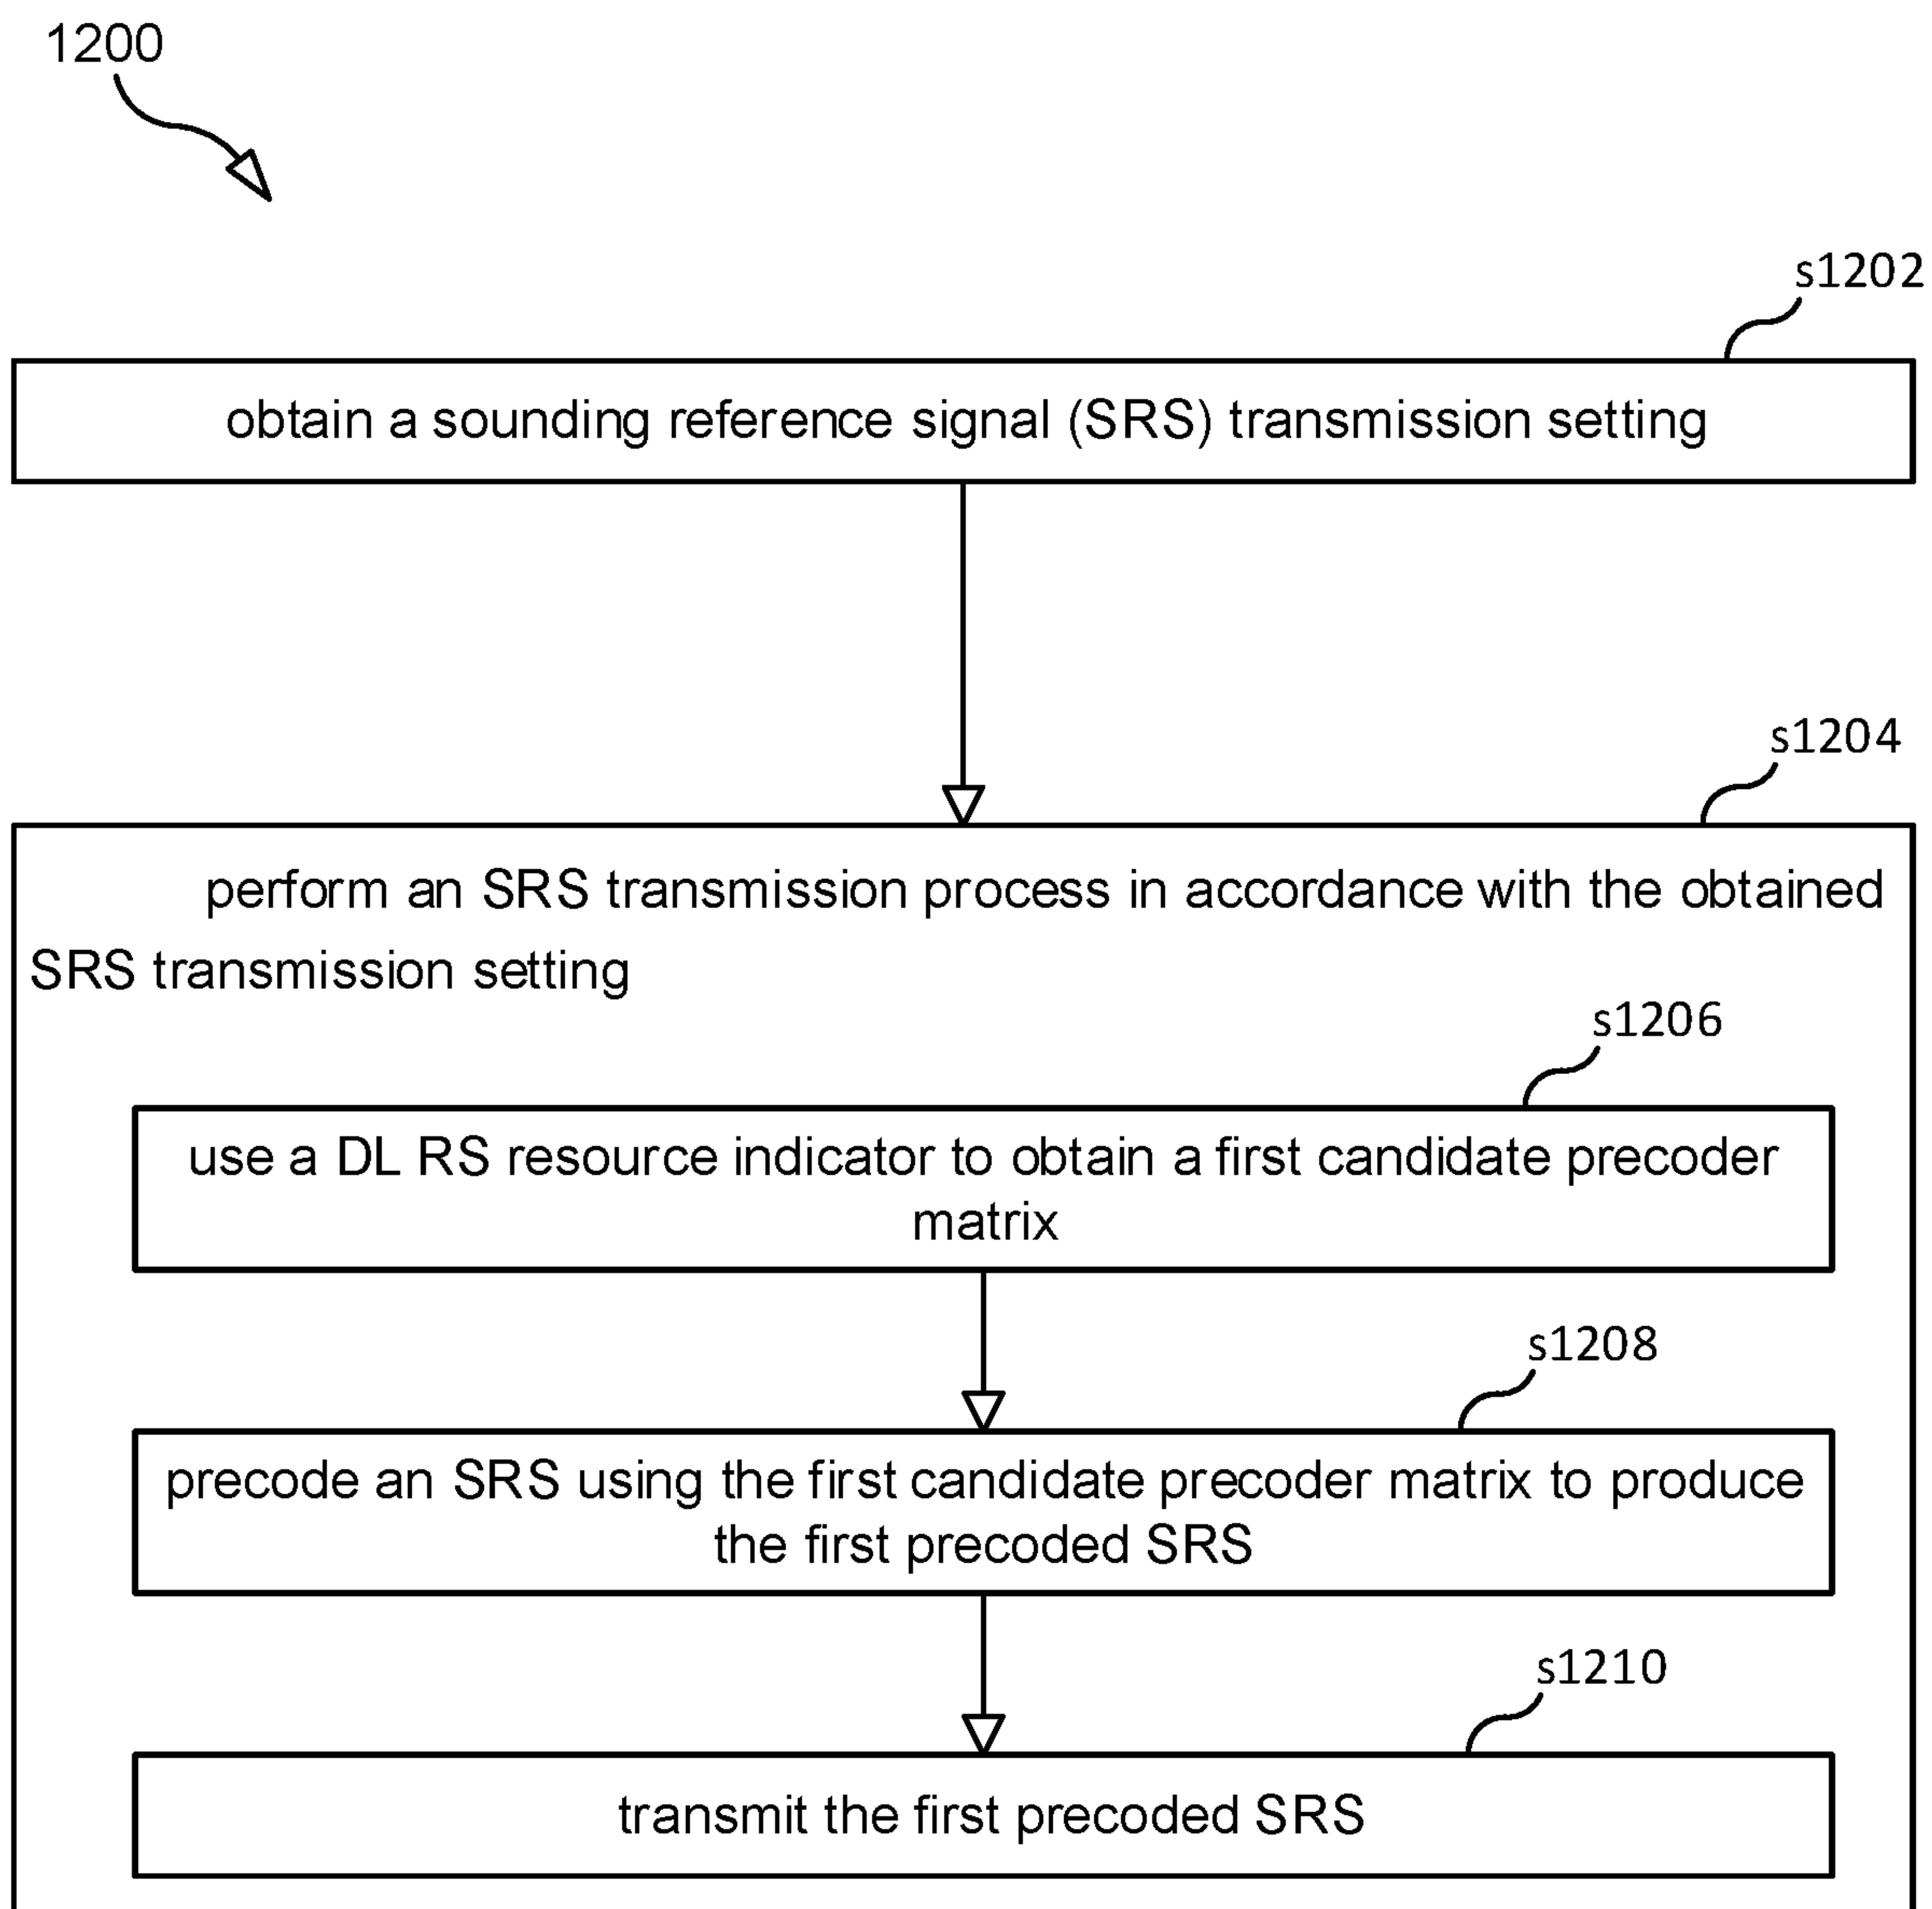 1200
s1202
obtain a sounding reference signal (SRS) transmission setting
s1204
perform an SRS transmission process in accordance with the obtained
SRS transmission setting
s1206
use a DL RS resource indicator to obtain a first candidate precoder
matrix
s1208
precode an SRS using the first candidate precoder matrix to produce
the first precoded SRS
s1210
transmit the first precoded SRS